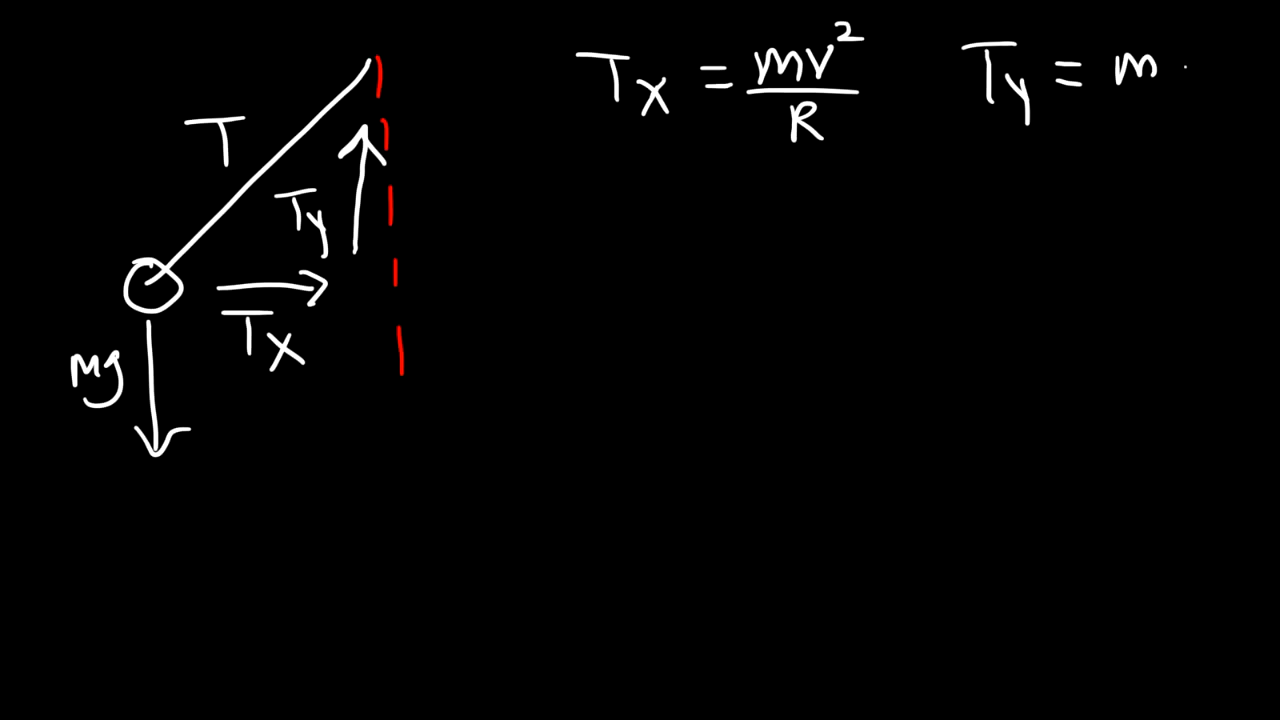 T
Ty
Tx
mg
Tx = mv²/R
Ty = m